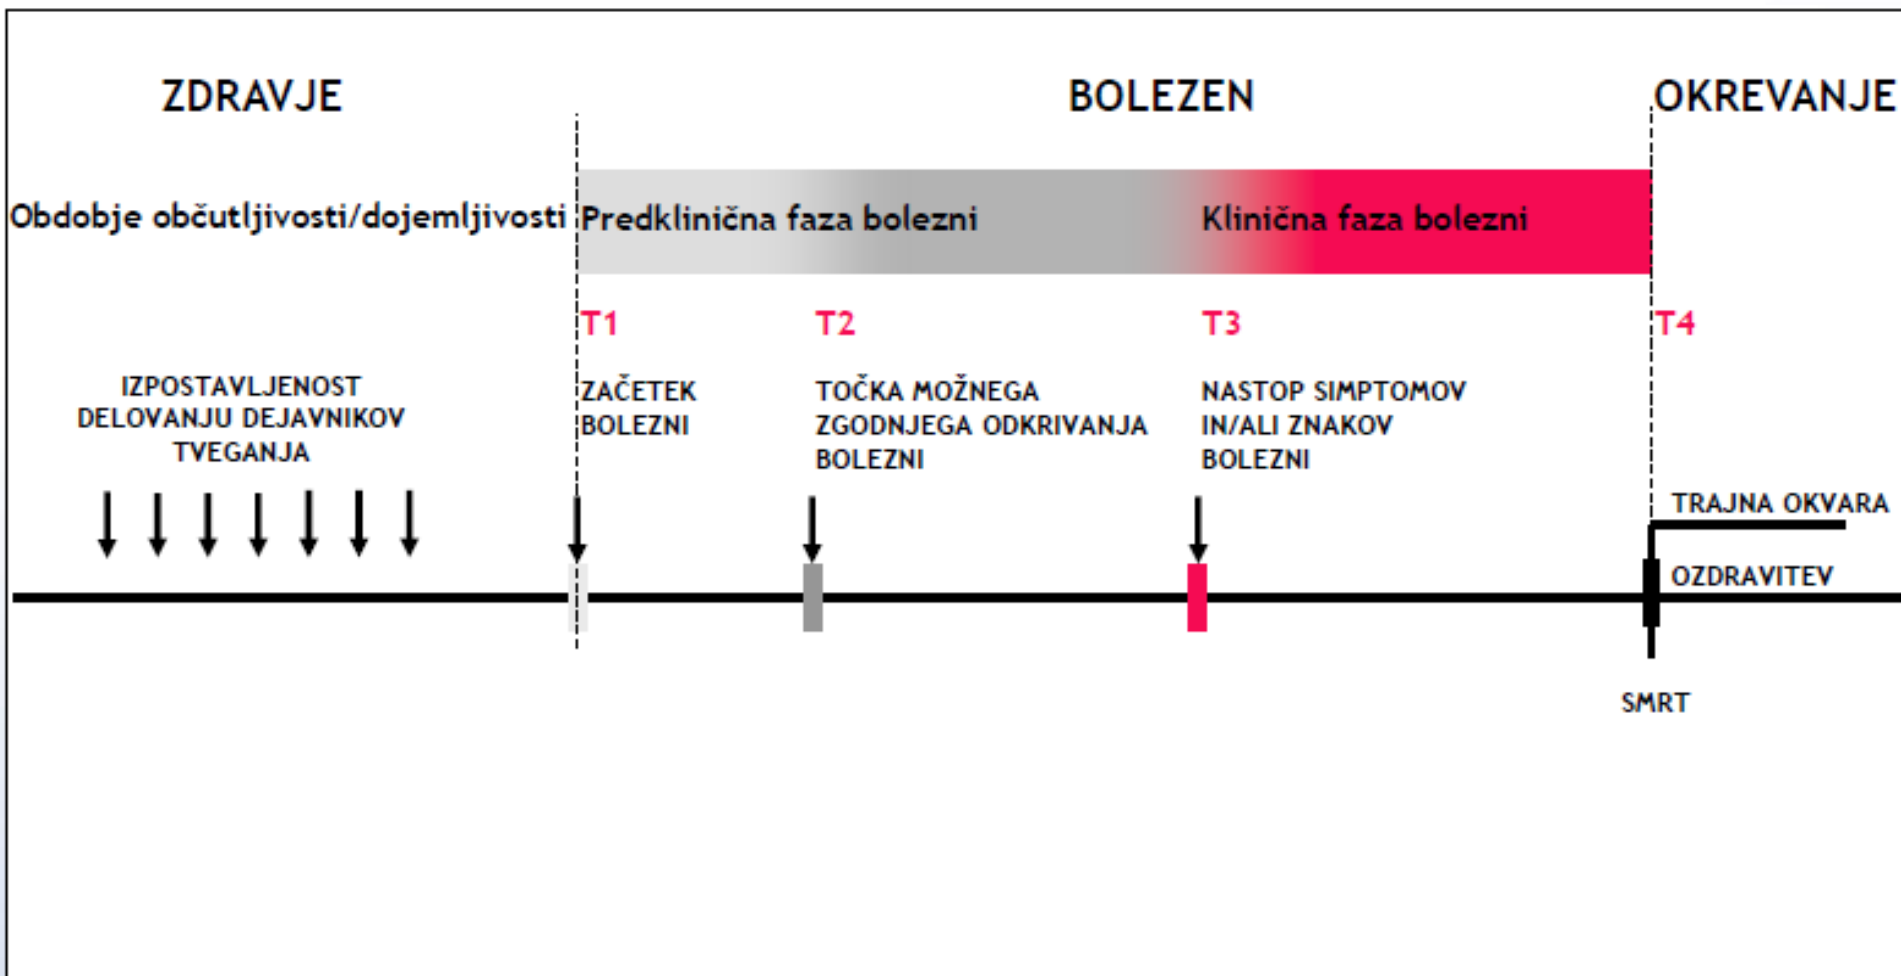 ZDRAVJE
BOLEZEN
OKREVANJE
Obdobje občutljivosti/dojemljivosti
Predklinična faza bolezni
Klinična faza bolezni
T1
T2
T3
T4
IZPOSTAVLJENOST
DELOVANJU DEJAVNIKOV
TVEGANJA
ZAČETEK
BOLEZNI
TOČKA MOŽNEGA
ZGODNJEGA ODKRIVANJA
BOLEZNI
NASTOP SIMPTOMOV
IN/ALI ZNAKOV
BOLEZNI
TRAJNA OKVARA
OZDRAVITEV
SMRT